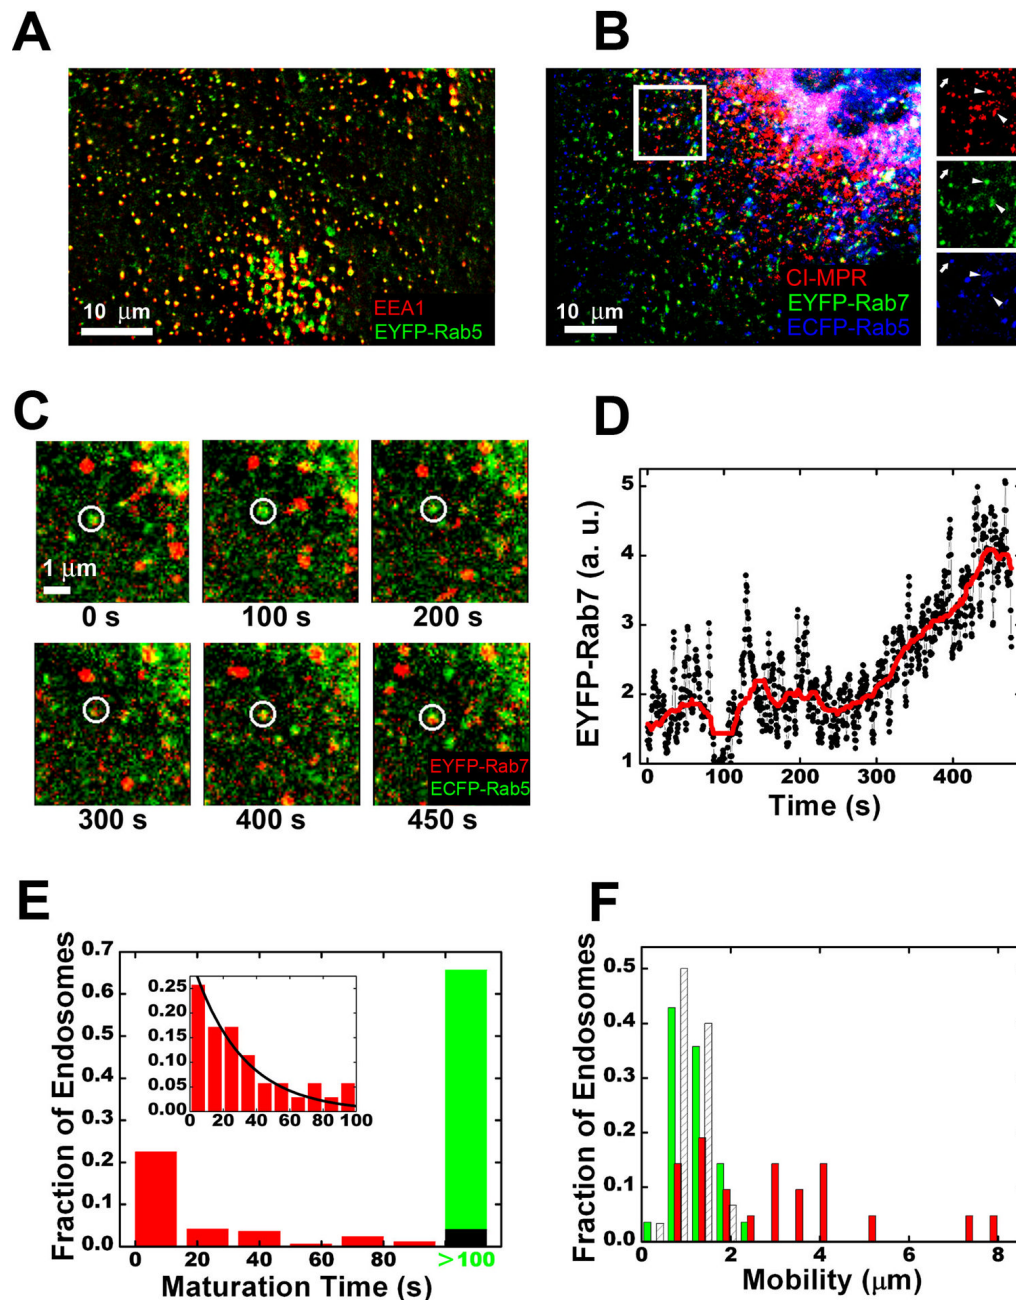 A
B
10 μm
EEA1
EYFP-Rab5
10 μm
CI-MPR
EYFP-Rab7
ECFP-Rab5
C
1 μm
0 s
100 s
200 s
300 s
400 s
450 s
EYFP-Rab7
ECFP-Rab5
D
EYFP-Rab7 (a. u.)
5
4
3
2
1
0 100 200 300 400
Time (s)
E
Fraction of Endosomes
0.7
0.6
0.5
0.4
0.3
0.2
0.1
0.0
0 20 40 60 80 >100
Maturation Time (s)
0.25
0.20
0.15
0.10
0.05
0.00
0 20 40 60 80 100
F
Fraction of Endosomes
0.5
0.4
0.3
0.2
0.1
0.0
0 2 4 6 8
Mobility (μm)